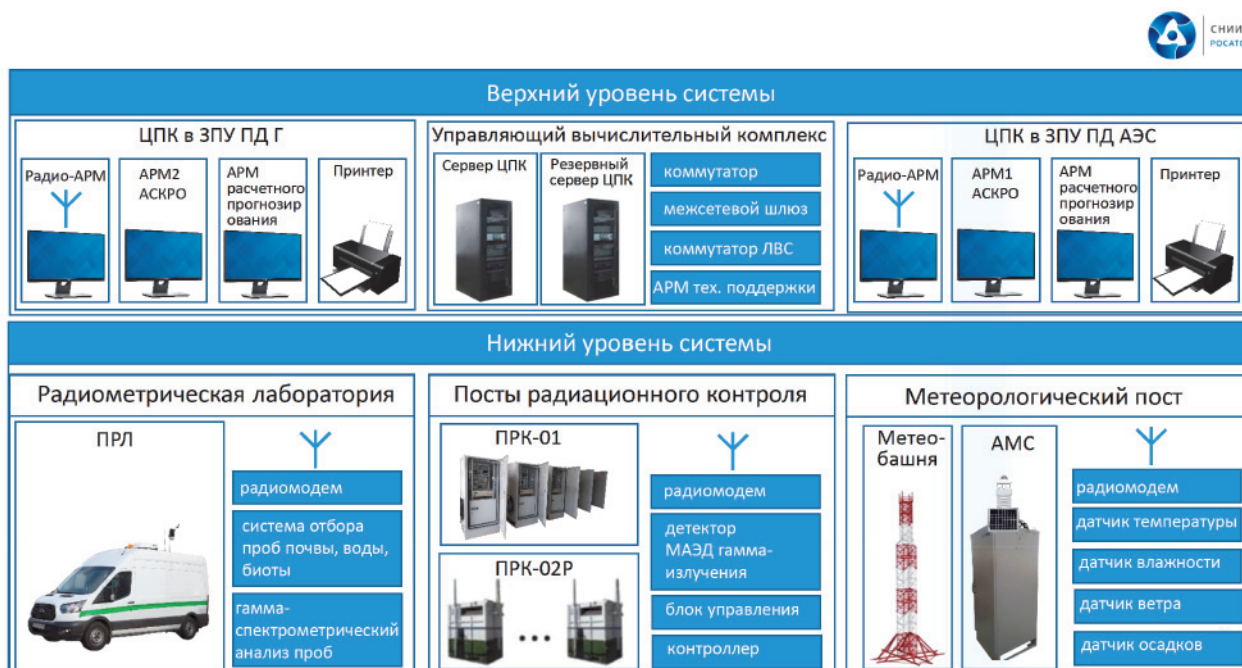 СНИИ
РОСАТО
Верхний уровень системы
ЦПК в ЗПУ ПД Г
Радио-АРМ
АРМ2
АСКРО
АРМ
расчетного
прогнозир
ования
Принтер
Управляющий вычислительный комплекс
Сервер ЦПК
Резервный
сервер ЦПК
коммутатор
межсетевой шлюз
коммутатор ЛВС
АРМ тех. поддержки
ЦПК в ЗПУ ПД АЭС
Радио-АРМ
АРМ1
АСКРО
АРМ
расчетного
прогнозир
ования
Принтер
Нижний уровень системы
Радиометрическая лаборатория
ПРЛ
радиомодем
система отбора
проб почвы, воды,
биоты
гамма-
спектрометрический
анализ проб
Посты радиационного контроля
ПРК-01
ПРК-02Р
радиомодем
детектор
МАЭД гамма-
излучения
блок управления
контроллер
Метеорологический пост
Метео-
башня
АМС
радиомодем
датчик температуры
датчик влажности
датчик ветра
датчик осадков